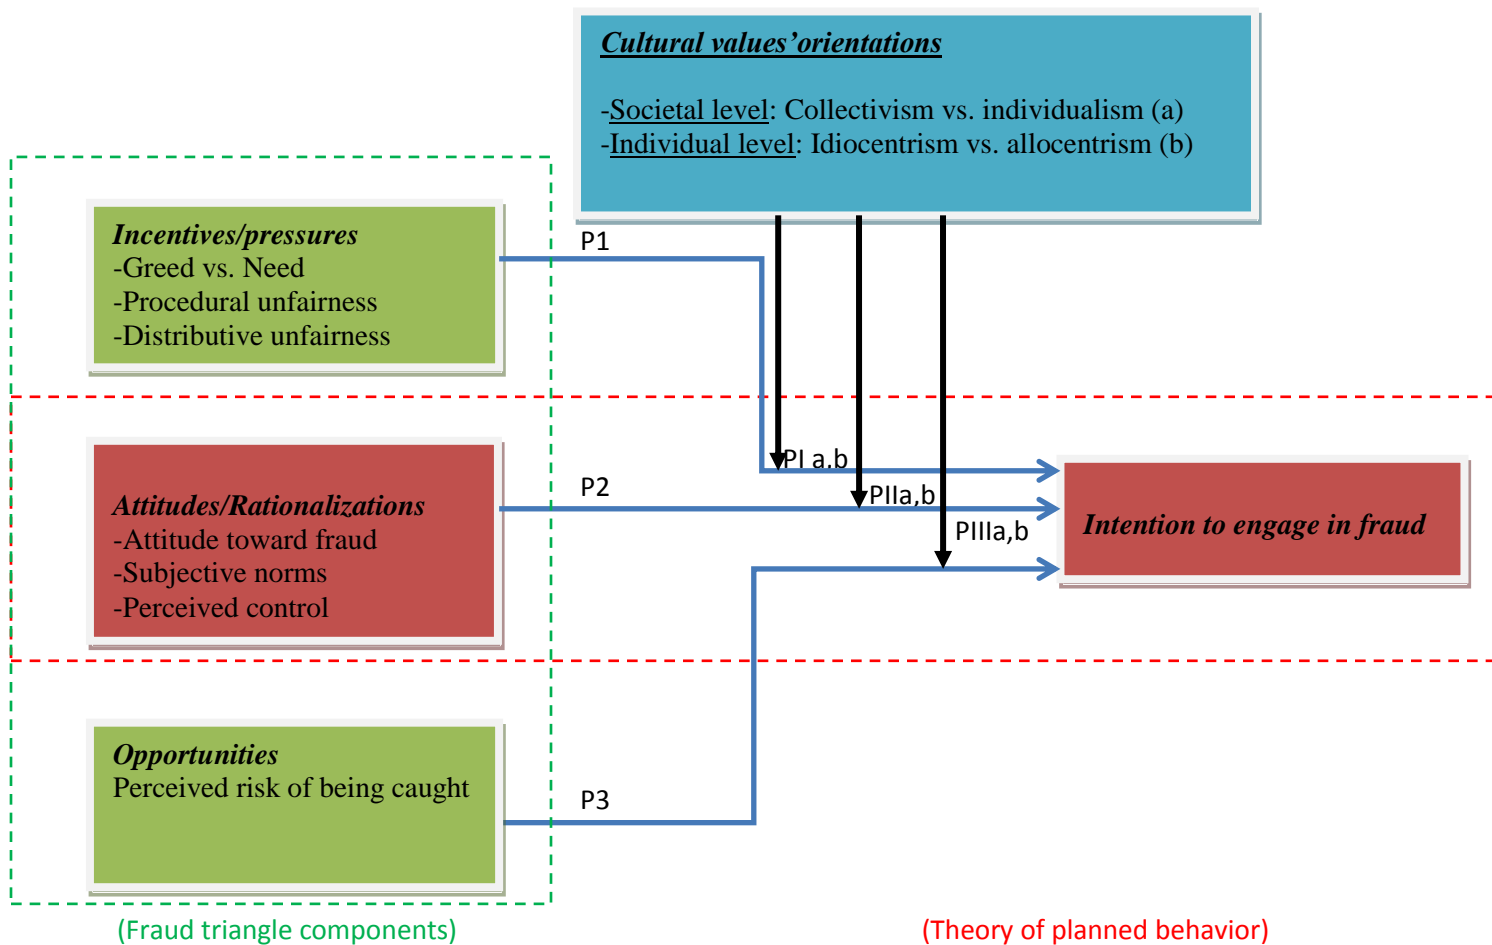 Cultural values’orientations
-Societal level: Collectivism vs. individualism (a)
-Individual level: Idiocentrism vs. allocentrism (b)
Incentives/pressures
-Greed vs. Need
-Procedural unfairness
-Distributive unfairness
P1
PI a,b
P2
PIIa,b
PIIIa,b
Attitudes/Rationalizations
-Attitude toward fraud
-Subjective norms
-Perceived control
Intention to engage in fraud
Opportunities
Perceived risk of being caught
P3
(Fraud triangle components)
(Theory of planned behavior)